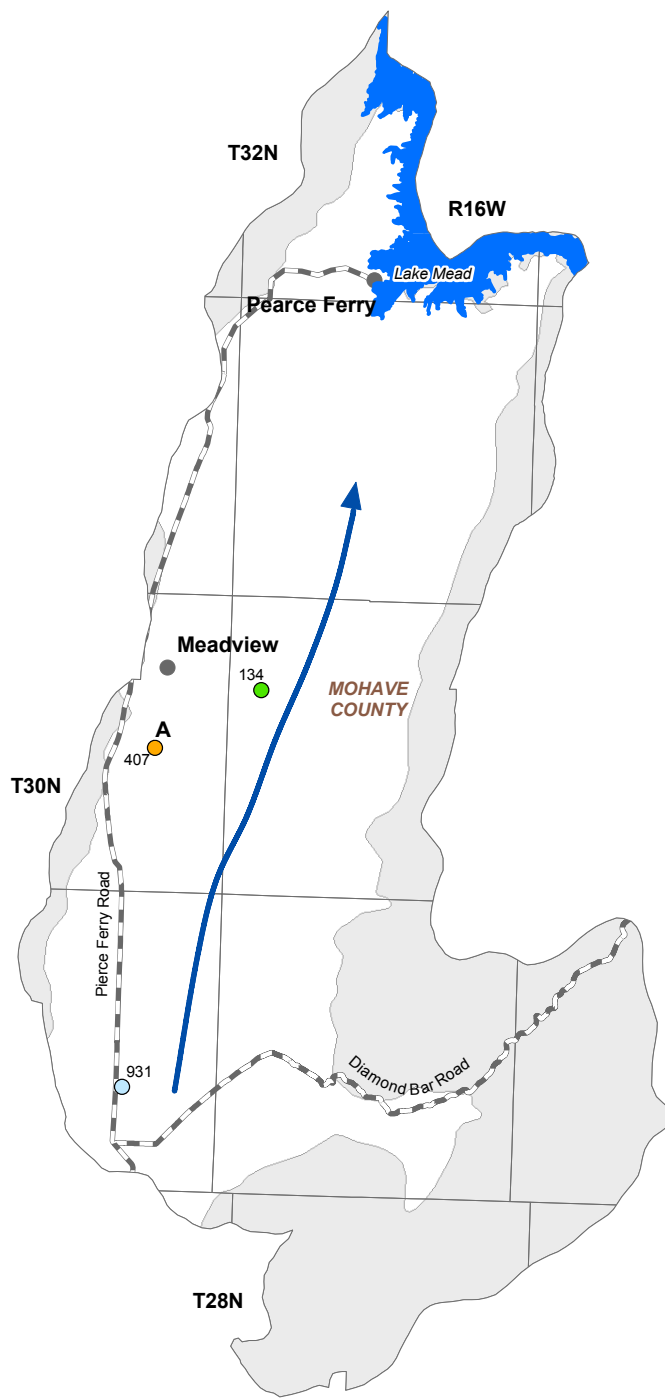 T32N
R16W
Lake Mead
Pearce Ferry
Meadview
134
MOHAVE
COUNTY
A
407
T30N
Pierce Ferry Road
931
Diamond Bar Road
T28N